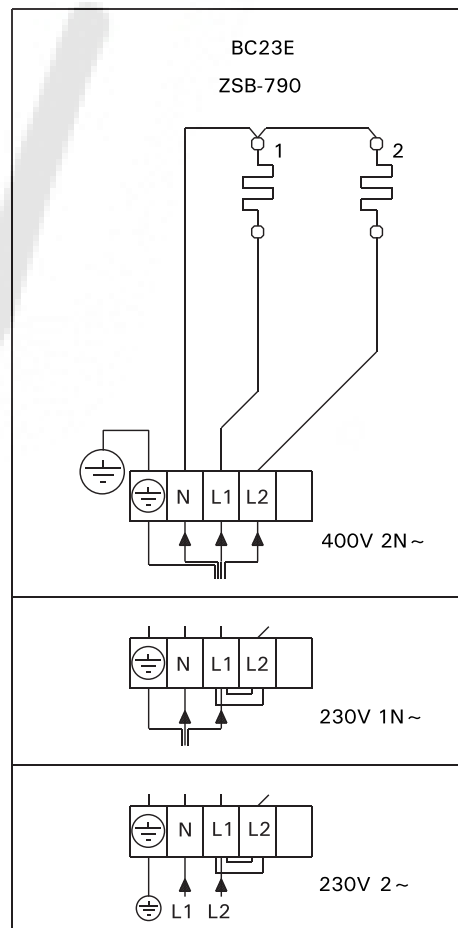 BC23E
ZSB-790
1 2
N L1 L2
400V 2N~
N L1 L2
230V 1N~
N L1 L2
230V 2~
L1 L2